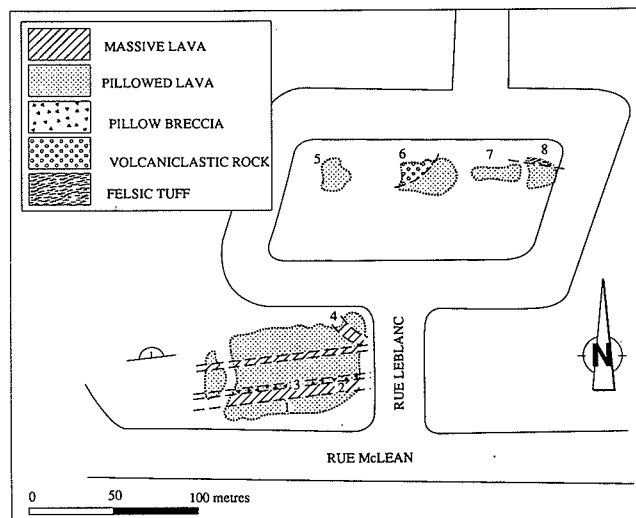 MASSIVE LAVA
PILLOWED LAVA
PILLOW BRECCIA
VOLCANICLASTIC ROCK
FELSIC TUFF
5
6
7
8
4
1
3
2
1
N
RUE LEBLANC
RUE McLEAN
0 50 100 metres